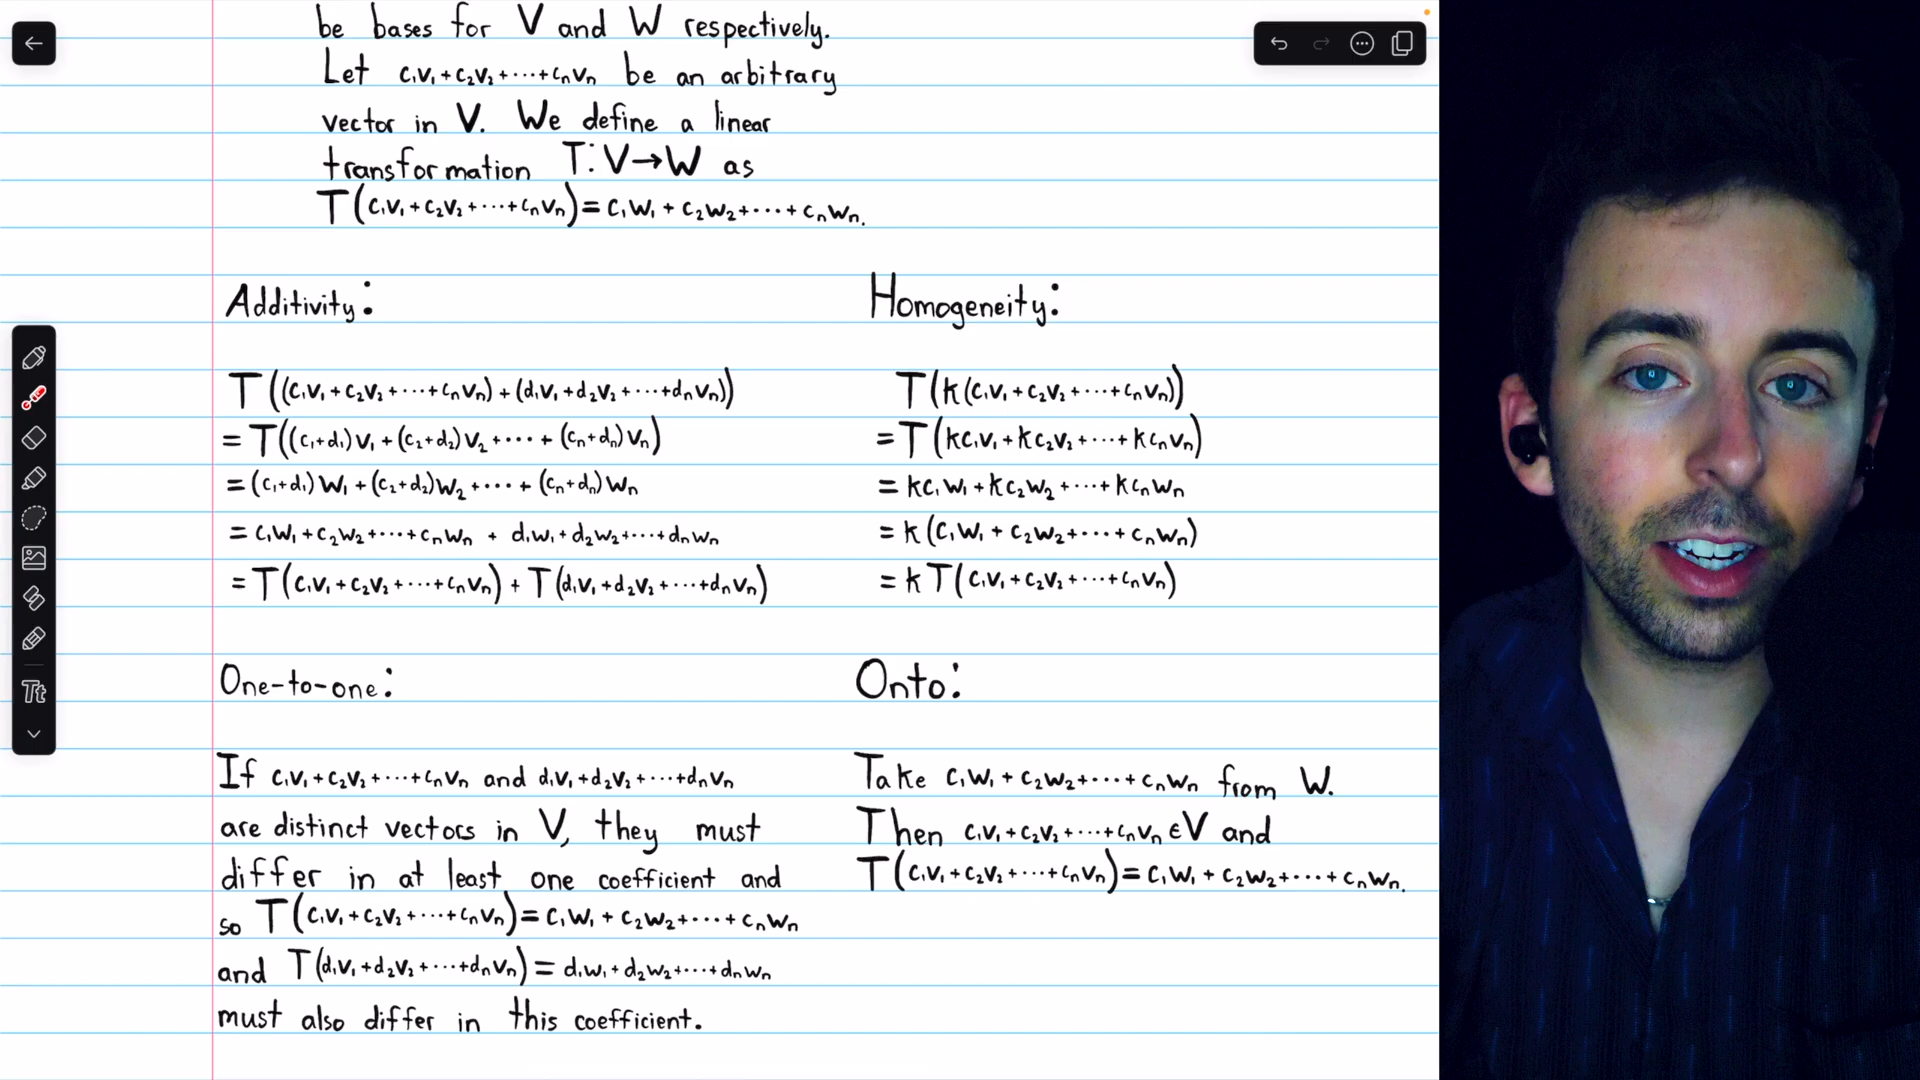 be bases for V and W respectively.
Let c₁v₁+c₂v₂+⋯+cₙvₙ be an arbitrary
vector in V. We define a linear
transformation T:V→W as
T(c₁v₁+c₂v₂+⋯+cₙvₙ)=c₁w₁+c₂w₂+⋯+cₙwₙ.
Additivity:
T((c₁v₁+c₂v₂+⋯+cₙvₙ)+(d₁v₁+d₂v₂+⋯+dₙvₙ))
=T((c₁+d₁)v₁+(c₂+d₂)v₂+⋯+(cₙ+dₙ)vₙ)
=(c₁+d₁)w₁+(c₂+d₂)w₂+⋯+(cₙ+dₙ)wₙ
=c₁w₁+c₂w₂+⋯+cₙwₙ + d₁w₁+d₂w₂+⋯+dₙwₙ
=T(c₁v₁+c₂v₂+⋯+cₙvₙ)+T(d₁v₁+d₂v₂+⋯+dₙvₙ)
Homogeneity:
T(k(c₁v₁+c₂v₂+⋯+cₙvₙ))
=T(kc₁v₁+kc₂v₂+⋯+kcₙvₙ)
=kc₁w₁+kc₂w₂+⋯+kcₙwₙ
=k(c₁w₁+c₂w₂+⋯+cₙwₙ)
=kT(c₁v₁+c₂v₂+⋯+cₙvₙ)
One-to-one:
If c₁v₁+c₂v₂+⋯+cₙvₙ and d₁v₁+d₂v₂+⋯+dₙvₙ
are distinct vectors in V, they must
differ in at least one coefficient and
so T(c₁v₁+c₂v₂+⋯+cₙvₙ)=c₁w₁+c₂w₂+⋯+cₙwₙ
and T(d₁v₁+d₂v₂+⋯+dₙvₙ)=d₁w₁+d₂w₂+⋯+dₙwₙ
must also differ in this coefficient.
Onto:
Take c₁w₁+c₂w₂+⋯+cₙwₙ from W.
Then c₁v₁+c₂v₂+⋯+cₙvₙ∈V and
T(c₁v₁+c₂v₂+⋯+cₙvₙ)=c₁w₁+c₂w₂+⋯+cₙwₙ.
Tt